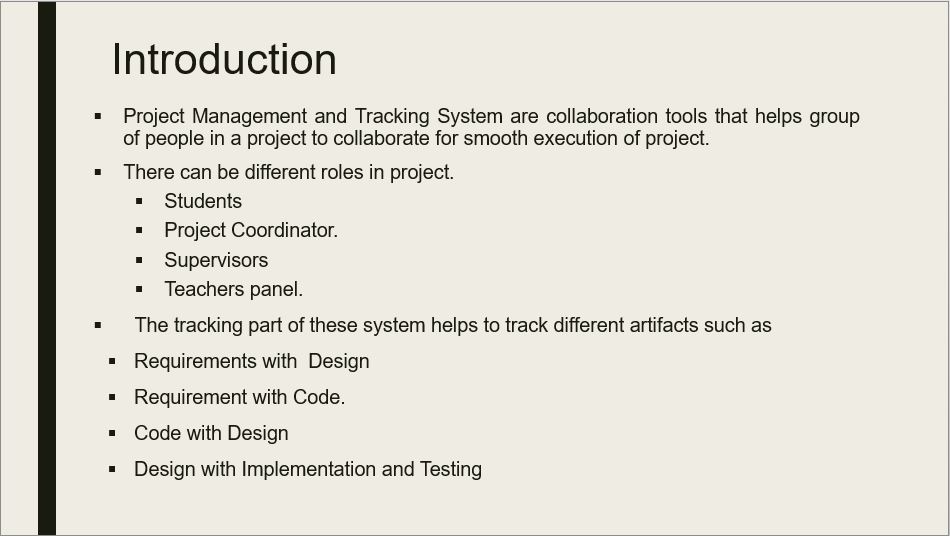 Introduction
▪ Project Management and Tracking System are collaboration tools that helps group
of people in a project to collaborate for smooth execution of project.
▪ There can be different roles in project.
▪ Students
▪ Project Coordinator.
▪ Supervisors
▪ Teachers panel.
▪ The tracking part of these system helps to track different artifacts such as
▪ Requirements with  Design
▪ Requirement with Code.
▪ Code with Design
▪ Design with Implementation and Testing